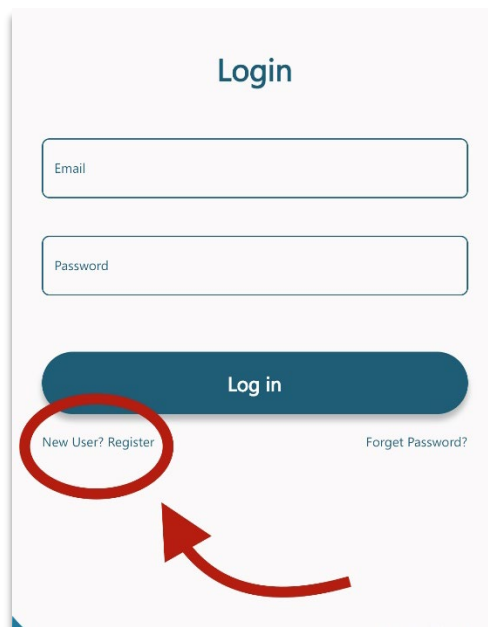 Login
Email
Password
Log in
New User? Register
Forget Password?